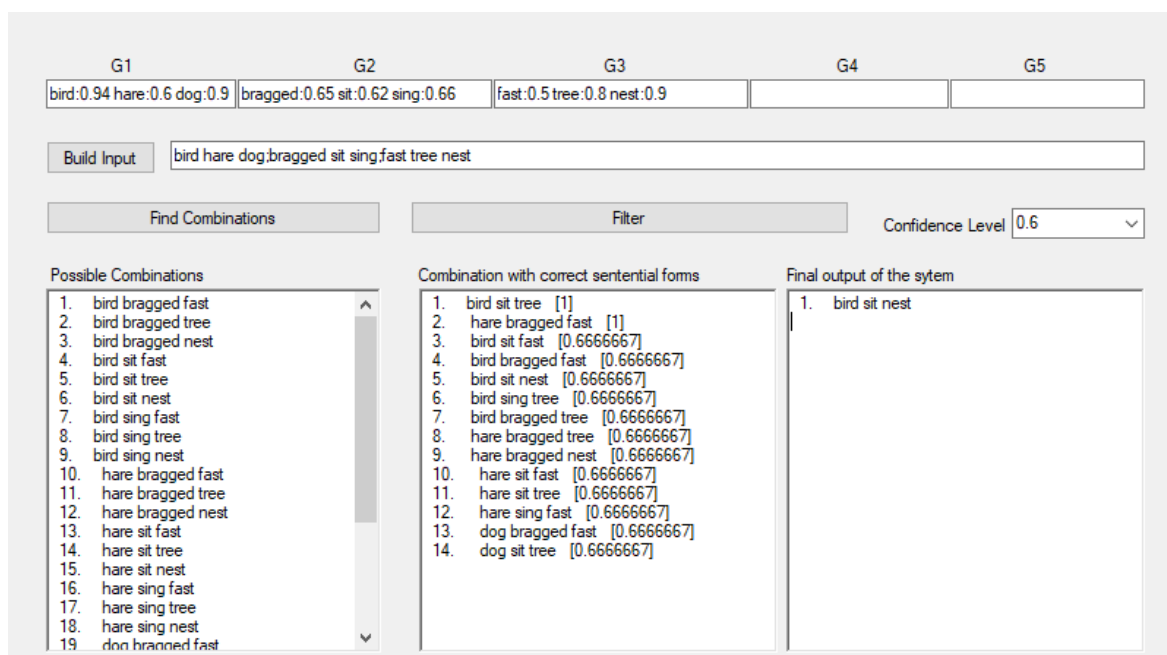 G1 G2 G3 G4 G5
bird:0.94 hare:0.6 dog:0.9 bragged:0.65 sit:0.62 sing:0.66 fast:0.5 tree:0.8 nest:0.9
Build Input bird hare dog;bragged sit sing;fast tree nest
Find Combinations Filter Confidence Level 0.6
Possible Combinations
1. bird bragged fast
2. bird bragged tree
3. bird bragged nest
4. bird sit fast
5. bird sit tree
6. bird sit nest
7. bird sing fast
8. bird sing tree
9. bird sing nest
10. hare bragged fast
11. hare bragged tree
12. hare bragged nest
13. hare sit fast
14. hare sit tree
15. hare sit nest
16. hare sing fast
17. hare sing tree
18. hare sing nest
19 dog bragged fast
Combination with correct sentential forms
1. bird sit tree [1]
2. hare bragged fast [1]
3. bird sit fast [0.6666667]
4. bird bragged fast [0.6666667]
5. bird sit nest [0.6666667]
6. bird sing tree [0.6666667]
7. bird bragged tree [0.6666667]
8. hare bragged tree [0.6666667]
9. hare bragged nest [0.6666667]
10. hare sit fast [0.6666667]
11. hare sit tree [0.6666667]
12. hare sing fast [0.6666667]
13. dog bragged fast [0.6666667]
14. dog sit tree [0.6666667]
Final output of the sytem
1. bird sit nest